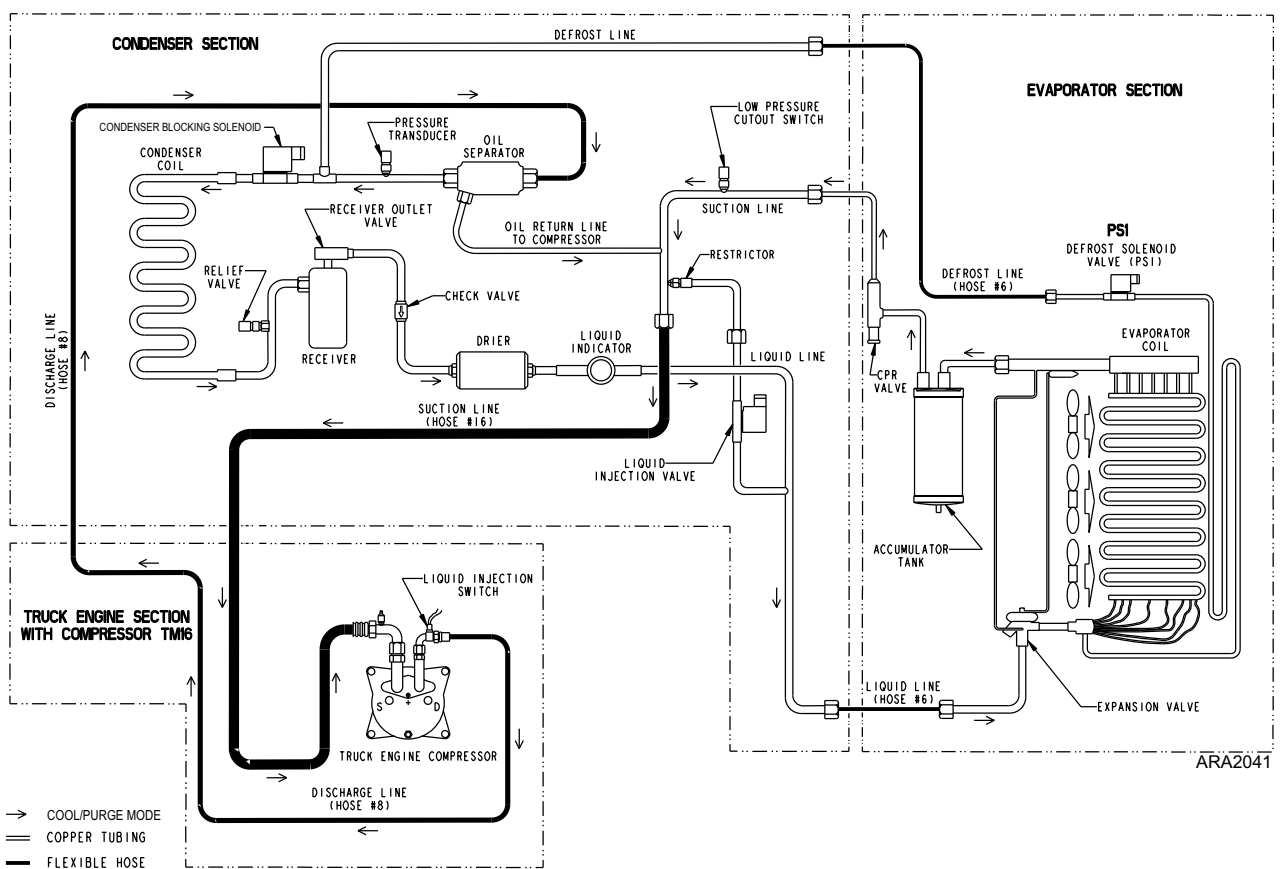 CONDENSER SECTION
DEFROST LINE
EVAPORATOR SECTION
CONDENSER BLOCKING SOLENOID
PRESSURE
TRANSDUCER
LOW PRESSURE
CUTOUT SWITCH
OIL
SEPARATOR
CONDENSER
COIL
RECEIVER OUTLET
VALVE
SUCTION LINE
OIL RETURN LINE
TO COMPRESSOR
PS1
DEFROST SOLENOID
VALVE (PS1)
RELIEF
VALVE
RESTRICTOR
DEFROST LINE
(HOSE #6)
CHECK VALVE
DISCHARGE LINE
(HOSE #8)
RECEIVER
DRIER
LIQUID
INDICATOR
LIQUID LINE
EVAPORATOR
COIL
CPR
VALVE
SUCTION LINE
(HOSE #16)
LIQUID
INJECTION VALVE
ACCUMULATOR
TANK
TRUCK ENGINE SECTION
WITH COMPRESSOR TM16
LIQUID INJECTION
SWITCH
S
+
D
LIQUID LINE
(HOSE #6)
EXPANSION VALVE
TRUCK ENGINE COMPRESSOR
ARA2041
DISCHARGE LINE
(HOSE #8)
COOL/PURGE MODE
COPPER TUBING
FLEXIBLE HOSE